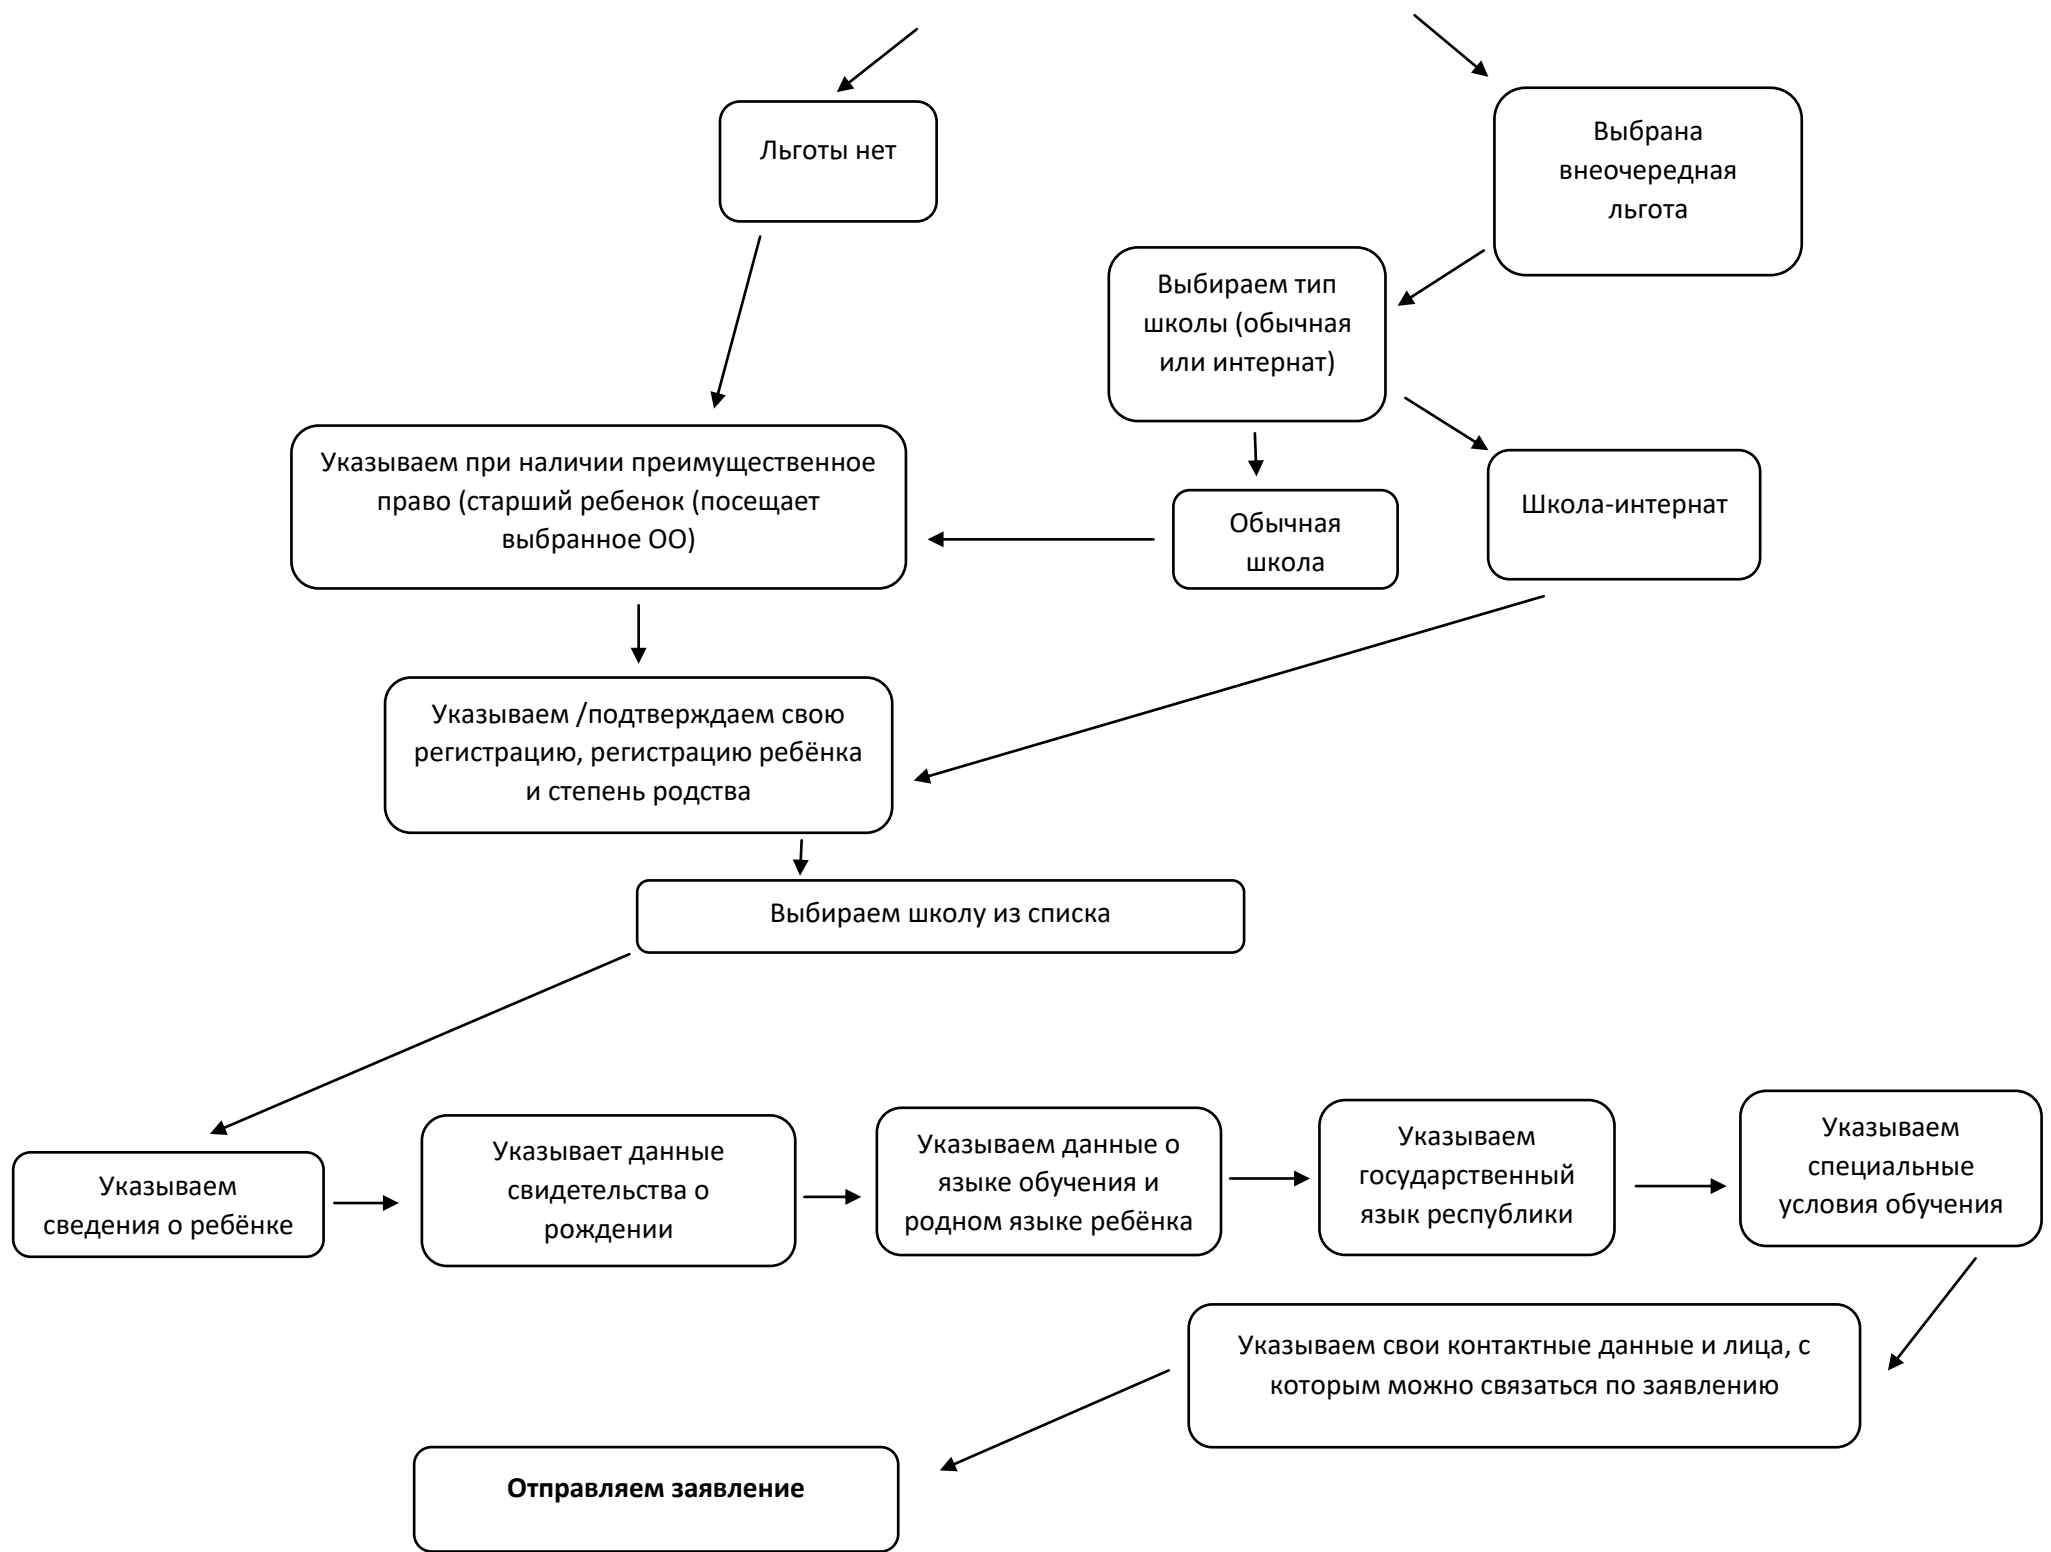 Льготы нет
Выбрана
внеочередная
льгота
Выбираем тип
школы (обычная
или интернат)
Указываем при наличии преимущественное
право (старший ребенок (посещает
выбранное ОО)
Обычная
школа
Школа-интернат
Указываем /подтверждаем свою
регистрацию, регистрацию ребёнка
и степень родства
Выбираем школу из списка
Указываем
сведения о ребёнке
Указывает данные
свидетельства о
рождении
Указываем данные о
языке обучения и
родном языке ребёнка
Указываем
государственный
язык республики
Указываем
специальные
условия обучения
Указываем свои контактные данные и лица, с
которым можно связаться по заявлению
Отправляем заявление